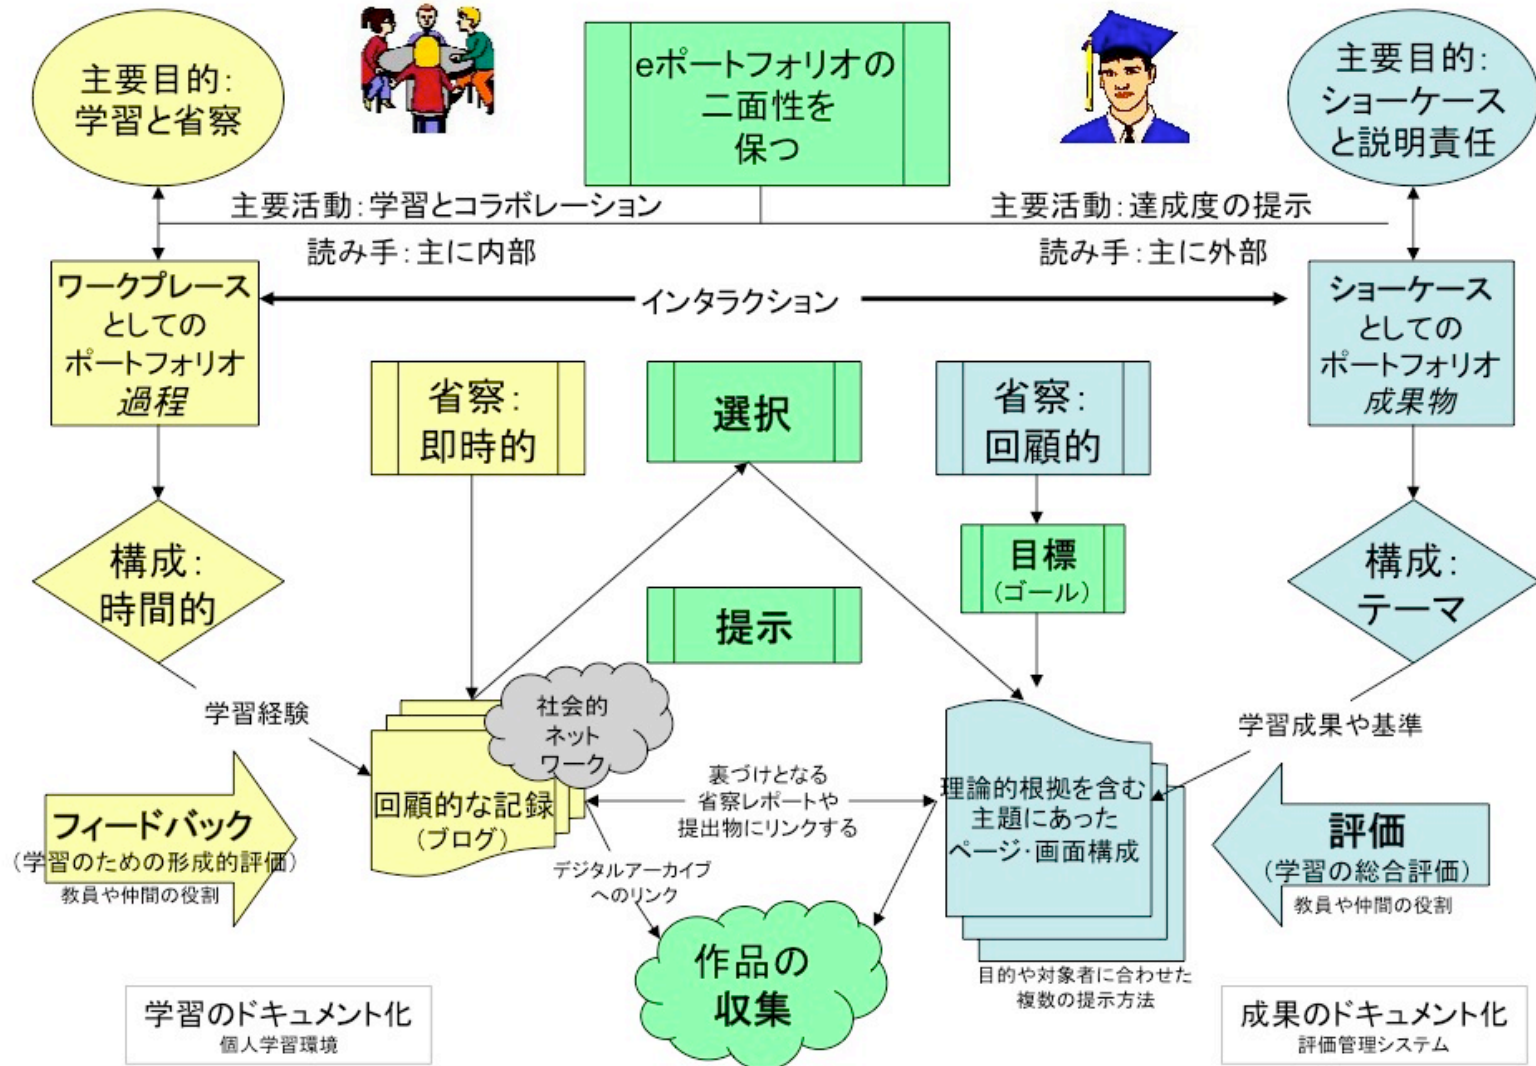 主要目的:
学習と省察
eポートフォリオの
二面性を
保つ
主要目的:
ショーケース
と説明責任
主要活動:学習とコラボレーション
主要活動:達成度の提示
読み手:主に内部
読み手:主に外部
ワークプレース
としての
ポートフォリオ
過程
インタラクション
ショーケース
としての
ポートフォリオ
成果物
省察:
即時的
選択
省察:
回顧的
構成:
時間的
提示
目標
(ゴール)
構成:
テーマ
学習経験
社会的
ネット
ワーク
学習成果や基準
フィードバック
(学習のための形成的評価)
教員や仲間の役割
回顧的な記録
(ブログ)
裏づけとなる
省察レポートや
提出物にリンクする
理論的根拠を含む
主題にあった
ページ・画面構成
評価
(学習の総合評価)
教員や仲間の役割
デジタルアーカイブ
へのリンク
作品の
収集
目的や対象者に合わせた
複数の提示方法
学習のドキュメント化
個人学習環境
成果のドキュメント化
評価管理システム